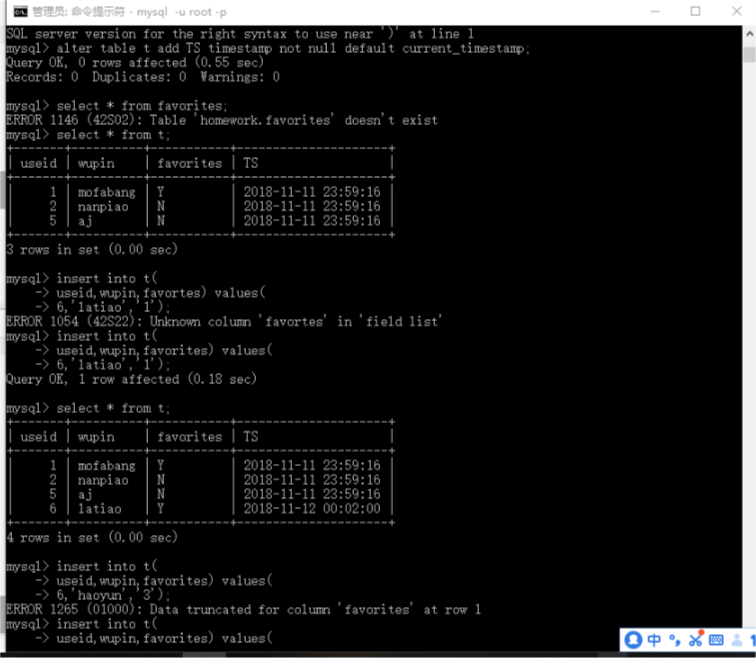 管理员: 命令提示符 - mysql -u root -p
SQL server version for the right syntax to use near ')' at line 1
mysql> alter table t add TS timestamp not null default current_timestamp;
Query OK, 0 rows affected (0.55 sec)
Records: 0  Duplicates: 0  Warnings: 0
mysql> select * from favorites;
ERROR 1146 (42S02): Table 'homework.favorites' doesn't exist
mysql> select * from t;
+-------+----------+-----------+---------------------+
| useid | wupin    | favorites | TS                  |
+-------+----------+-----------+---------------------+
|     1 | mofabang | Y         | 2018-11-11 23:59:16 |
|     2 | nanpiao  | N         | 2018-11-11 23:59:16 |
|     5 | aj       | N         | 2018-11-11 23:59:16 |
+-------+----------+-----------+---------------------+
3 rows in set (0.00 sec)
mysql> insert into t(
    -> useid,wupin,favortes) values(
    -> 6,'latiao','1');
ERROR 1054 (42S22): Unknown column 'favortes' in 'field list'
mysql> insert into t(
    -> useid,wupin,favorites) values(
    -> 6,'latiao','1');
Query OK, 1 row affected (0.18 sec)
mysql> select * from t;
+-------+----------+-----------+---------------------+
| useid | wupin    | favorites | TS                  |
+-------+----------+-----------+---------------------+
|     1 | mofabang | Y         | 2018-11-11 23:59:16 |
|     2 | nanpiao  | N         | 2018-11-11 23:59:16 |
|     5 | aj       | N         | 2018-11-11 23:59:16 |
|     6 | latiao   | Y         | 2018-11-12 00:02:00 |
+-------+----------+-----------+---------------------+
4 rows in set (0.00 sec)
mysql> insert into t(
    -> useid,wupin,favorites) values(
    -> 6,'haoyun','3');
ERROR 1265 (01000): Data truncated for column 'favorites' at row 1
mysql> insert into t(
    -> useid,wupin,favorites) values(
中